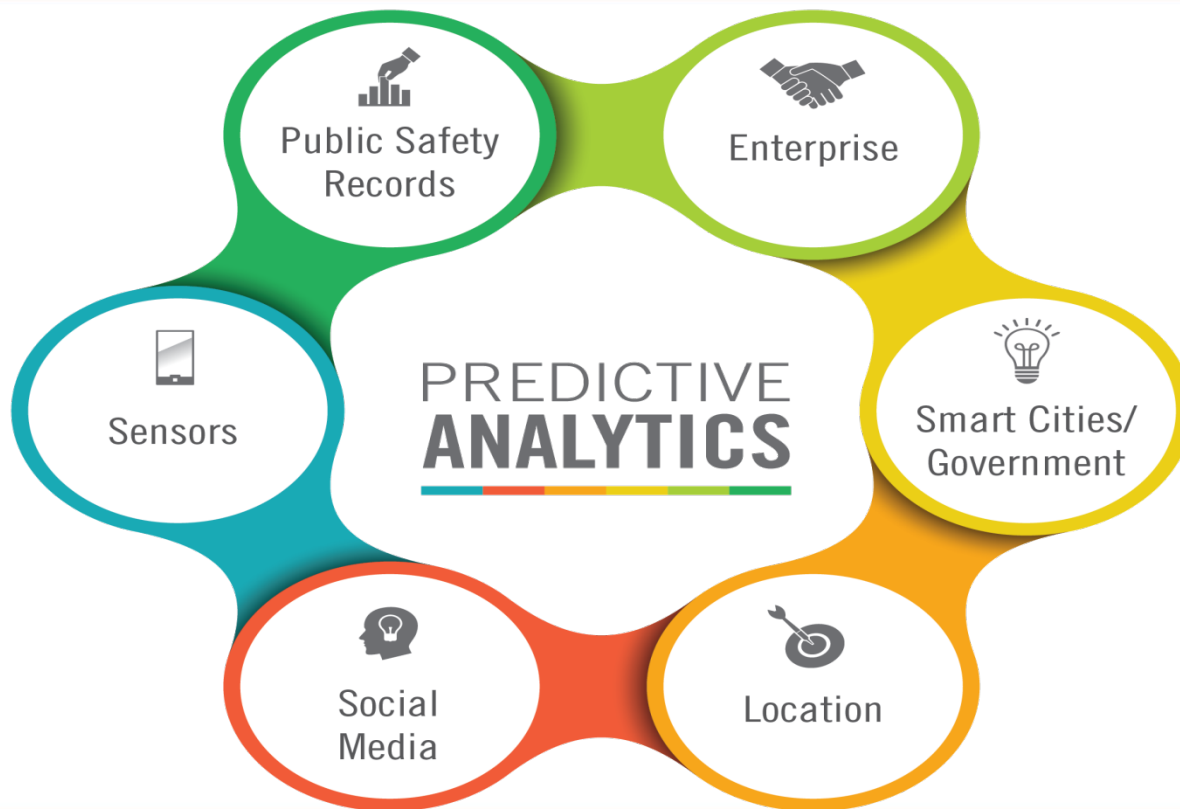 Public Safety
Records
Enterprise
Sensors
PREDICTIVE
ANALYTICS
Smart Cities/
Government
Social
Media
Location